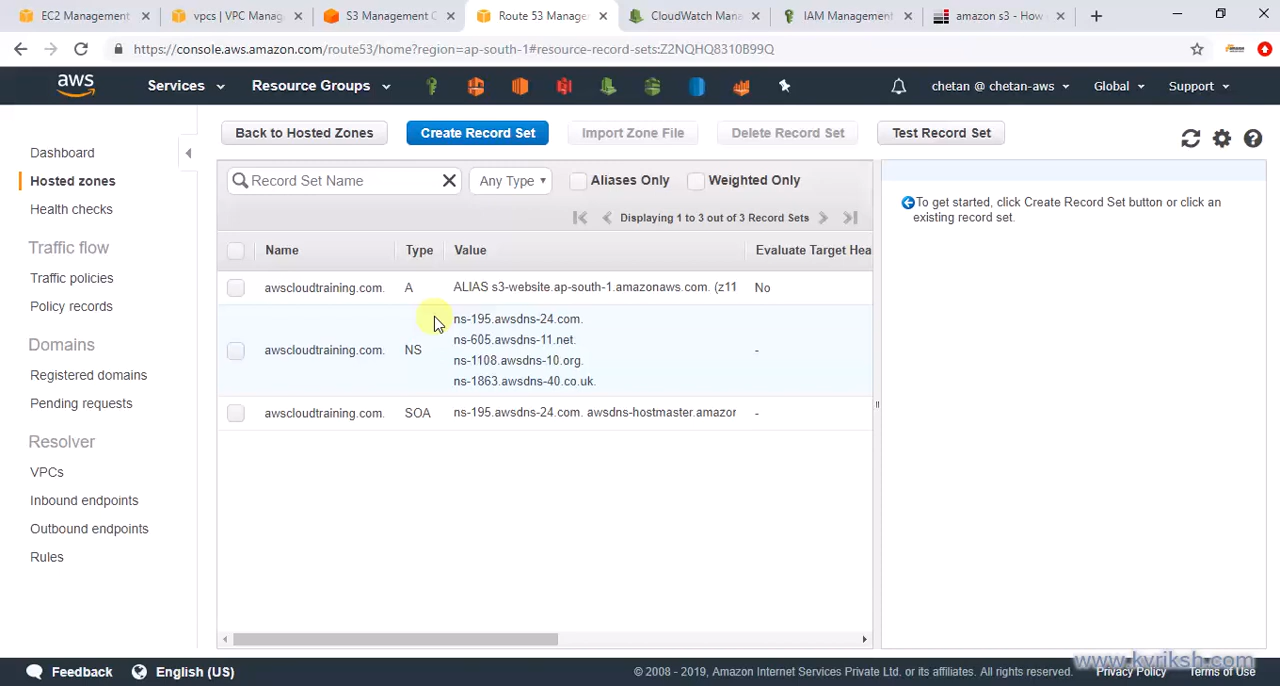 EC2 Management
vpcs | VPC Manag
S3 Management C
Route 53 Manage
CloudWatch Man
IAM Management
amazon s3 - How
https://console.aws.amazon.com/route53/home?region=ap-south-1#resource-record-sets:Z2NQHQ8310B99Q
aws
Services
Resource Groups
chetan @ chetan-aws
Global
Support
Dashboard
Hosted zones
Health checks
Traffic flow
Traffic policies
Policy records
Domains
Registered domains
Pending requests
Resolver
VPCs
Inbound endpoints
Outbound endpoints
Rules
Back to Hosted Zones
Create Record Set
Import Zone File
Delete Record Set
Test Record Set
Record Set Name
Any Type
Aliases Only
Weighted Only
Displaying 1 to 3 out of 3 Record Sets
Name Type Value Evaluate Target Hea
awscloudtraining.com. A ALIAS s3-website.ap-south-1.amazonaws.com. (z11 No
awscloudtraining.com. NS ns-195.awsdns-24.com. -
ns-605.awsdns-11.net.
ns-1108.awsdns-10.org.
ns-1863.awsdns-40.co.uk.
awscloudtraining.com. SOA ns-195.awsdns-24.com. awsdns-hostmaster.amazor -
To get started, click Create Record Set button or click an
existing record set.
www.kvriksh.com
Feedback
English (US)
© 2008 - 2019, Amazon Internet Services Private Ltd. or its affiliates. All rights reserved.
Privacy Policy
Terms of Use